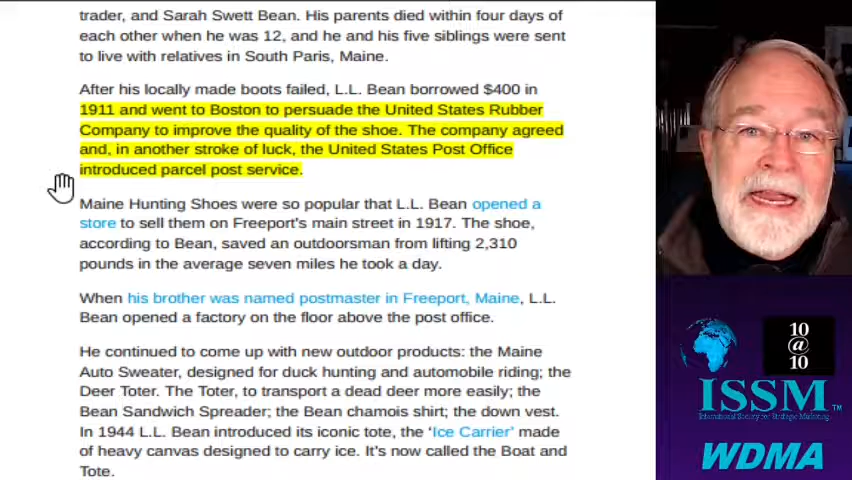 trader, and Sarah Swett Bean. His parents died within four days of
each other when he was 12, and he and his five siblings were sent
to live with relatives in South Paris, Maine.
After his locally made boots failed, L.L. Bean borrowed $400 in
1911 and went to Boston to persuade the United States Rubber
Company to improve the quality of the shoe. The company agreed
and, in another stroke of luck, the United States Post Office
introduced parcel post service.
Maine Hunting Shoes were so popular that L.L. Bean opened a
store to sell them on Freeport's main street in 1917. The shoe,
according to Bean, saved an outdoorsman from lifting 2,310
pounds in the average seven miles he took a day.
When his brother was named postmaster in Freeport, Maine, L.L.
Bean opened a factory on the floor above the post office.
He continued to come up with new outdoor products: the Maine
Auto Sweater, designed for duck hunting and automobile riding; the
Deer Toter. The Toter, to transport a dead deer more easily; the
Bean Sandwich Spreader; the Bean chamois shirt; the down vest.
In 1944 L.L. Bean introduced its iconic tote, the ‘Ice Carrier’ made
of heavy canvas designed to carry ice. It's now called the Boat and
Tote.
10
@
10
ISSM™
International Society for Strategic Marketing
WDMA